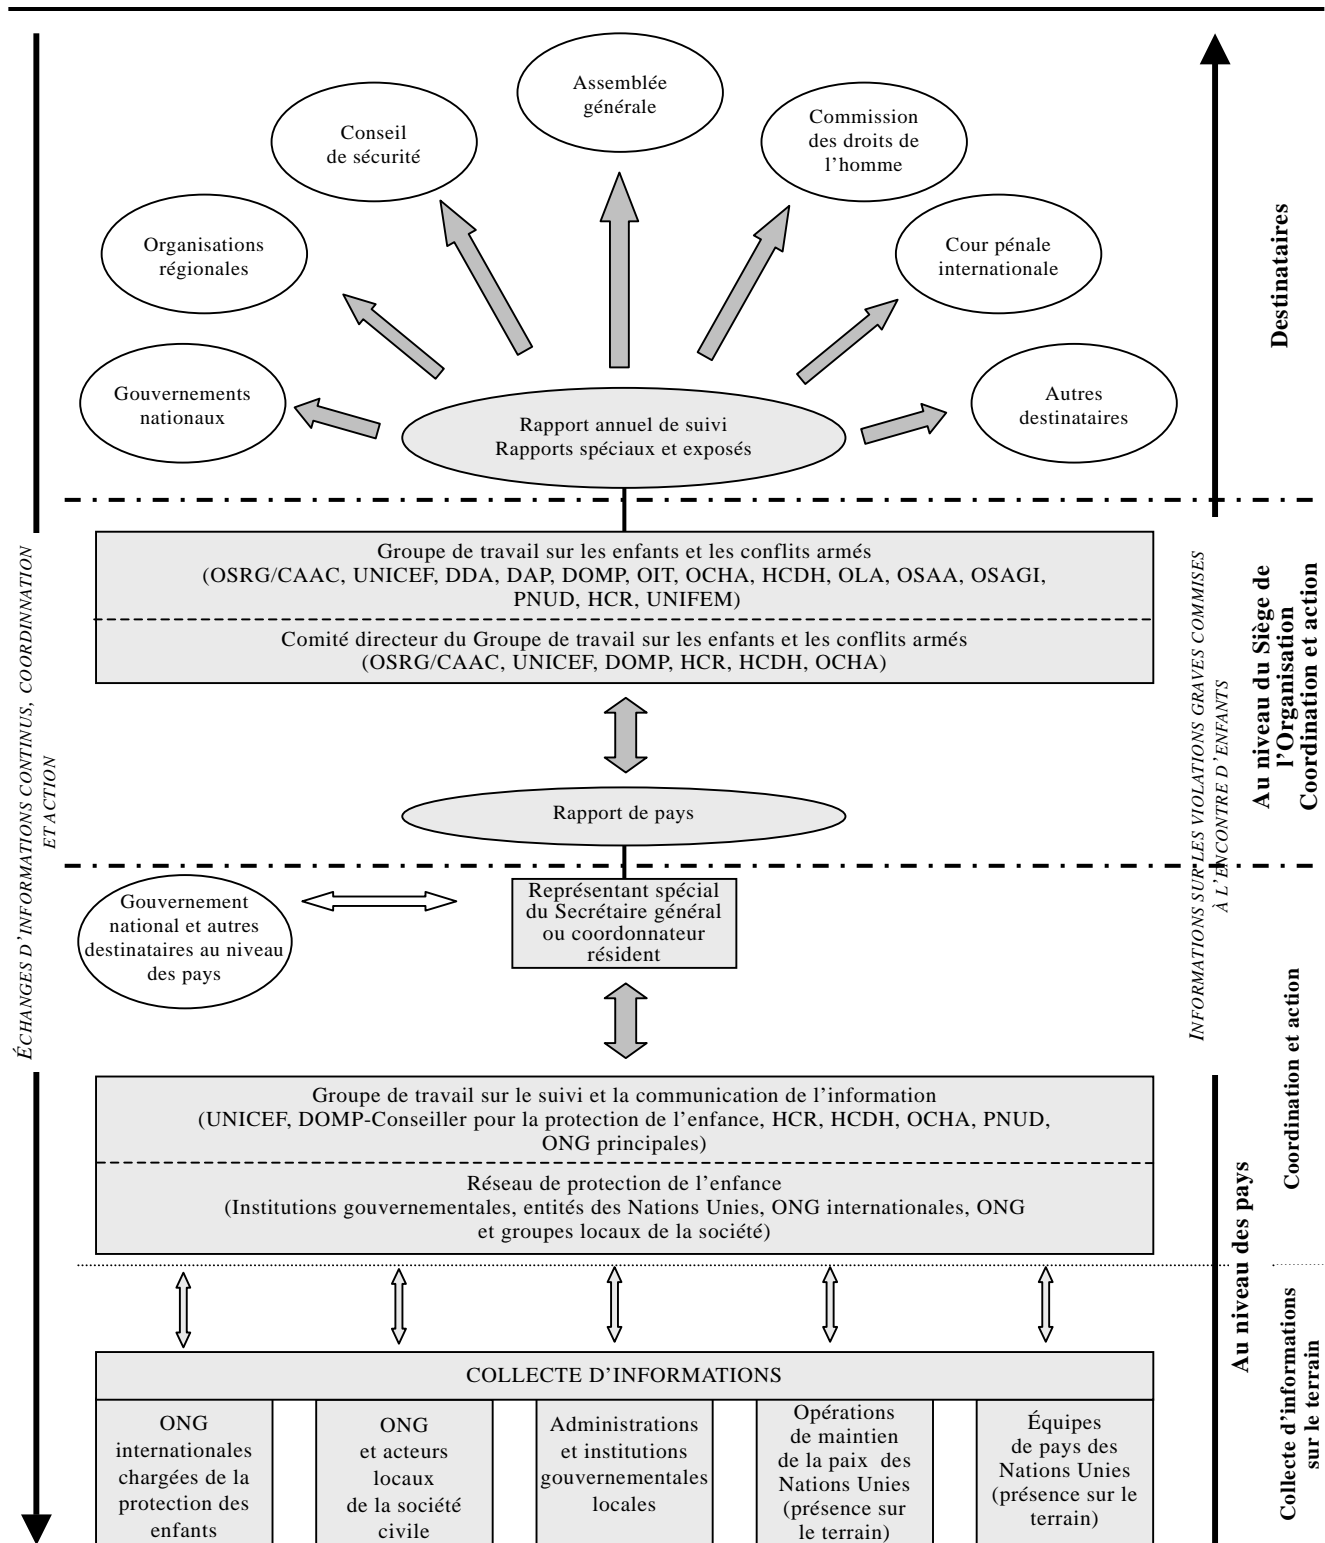 Assemblée
générale
Conseil
de sécurité
Commission
des droits de
l'homme
Organisations
régionales
Cour pénale
internationale
Gouvernements
nationaux
Autres
destinataires
Rapport annuel de suivi
Rapports spéciaux et exposés
Destinataires
Groupe de travail sur les enfants et les conflits armés
(OSRG/CAAC, UNICEF, DDA, DAP, DOMP, OIT, OCHA, HCDH, OLA, OSAA, OSAGI,
PNUD, HCR, UNIFEM)
Comité directeur du Groupe de travail sur les enfants et les conflits armés
(OSRG/CAAC, UNICEF, DOMP, HCR, HCDH, OCHA)
Au niveau du Siège de
l'Organisation
Coordination et action
Rapport de pays
ÉCHANGES D'INFORMATIONS CONTINUS, COORDINNATION
ET ACTION
INFORMATIONS SUR LES VIOLATIONS GRAVES COMMISES
À L'ENCONTRE D'ENFANTS
Gouvernement
national et autres
destinataires au niveau
des pays
Représentant spécial
du Secrétaire général
ou coordonnateur
résident
Groupe de travail sur le suivi et la communication de l'information
(UNICEF, DOMP-Conseiller pour la protection de l'enfance, HCR, HCDH, OCHA, PNUD,
ONG principales)
Réseau de protection de l'enfance
(Institutions gouvernementales, entités des Nations Unies, ONG internationales, ONG
et groupes locaux de la société)
Coordination et action
Au niveau des pays
COLLECTE D'INFORMATIONS
ONG
internationales
chargées de la
protection des
enfants
ONG
et acteurs
locaux
de la société
civile
Administrations
et institutions
gouvernementales
locales
Opérations
de maintien
de la paix des
Nations Unies
(présence sur
le terrain)
Équipes
de pays des
Nations Unies
(présence sur le
terrain)
Collecte d'informations
sur le terrain